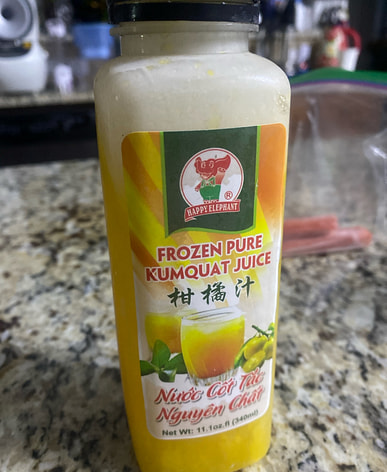 ®
HAPPY ELEPHANT
FROZEN PURE
KUMQUAT JUICE
柑橘汁
Nước Cốt Tắc
Nguyên Chất
Net Wt: 11.1oz.fl (340ml)